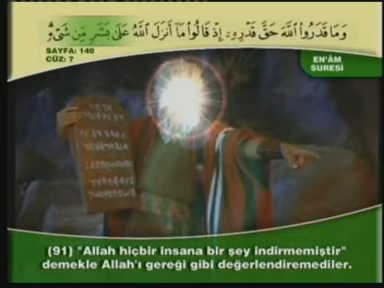 وَمَا قَدَرُوا اللّٰهَ حَقَّ قَدْرِهِٓ اِذْ قَالُوا مَٓا اَنْزَلَ اللّٰهُ عَلٰى بَشَرٍ مِنْ شَيْءٍ
SAYFA: 140
CÜZ: 7
EN'ÂM
SURESİ
(91) "Allah hiçbir insana bir şey indirmemiştir"
demekle Allah'ı gereği gibi değerlendiremediler.